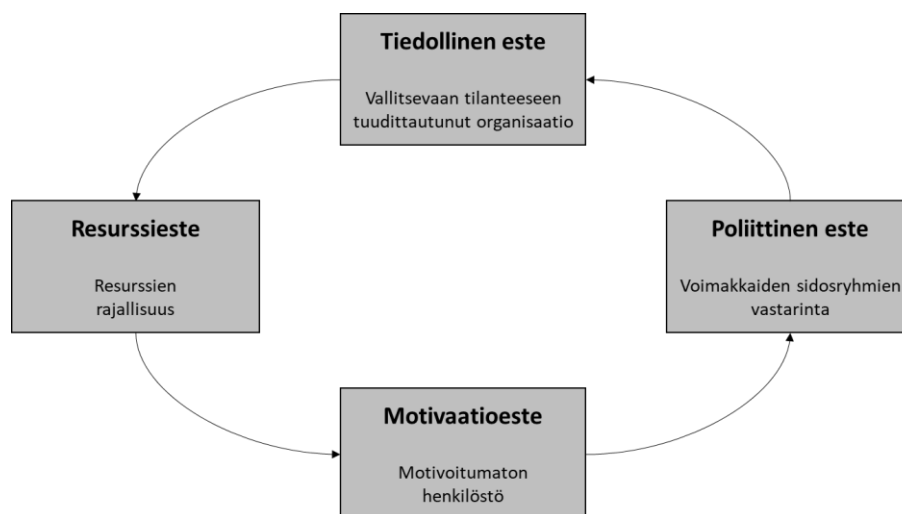 Tiedollinen este
Vallitsevaan tilanteeseen
tuudittautunut organisaatio
Resurssieste
Resurssien
rajallisuus
Poliittinen este
Voimakkaiden sidosryhmien
vastarinta
Motivaatioeste
Motivoitumaton
henkilöstö